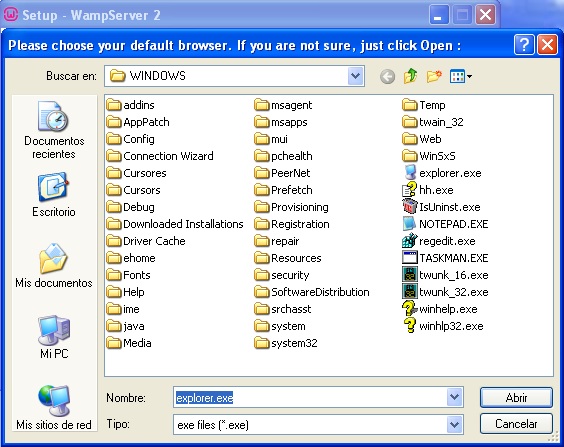 Setup - WampServer 2
Please choose your default browser. If you are not sure, just click Open :
Buscar en:
WINDOWS
Documentos recientes
Escritorio
Mis documentos
Mi PC
Mis sitios de red
addins
AppPatch
Config
Connection Wizard
Cursores
Cursors
Debug
Downloaded Installations
Driver Cache
ehome
Fonts
Help
ime
java
Media
msagent
msapps
mui
pchealth
PeerNet
Prefetch
Provisioning
Registration
repair
Resources
security
SoftwareDistribution
srchasst
system
system32
Temp
twain_32
Web
WinSxS
explorer.exe
hh.exe
IsUninst.exe
NOTEPAD.EXE
regedit.exe
TASKMAN.EXE
twunk_16.exe
twunk_32.exe
winhelp.exe
winhlp32.exe
Nombre:
explorer.exe
Abrir
Tipo:
exe files (*.exe)
Cancelar